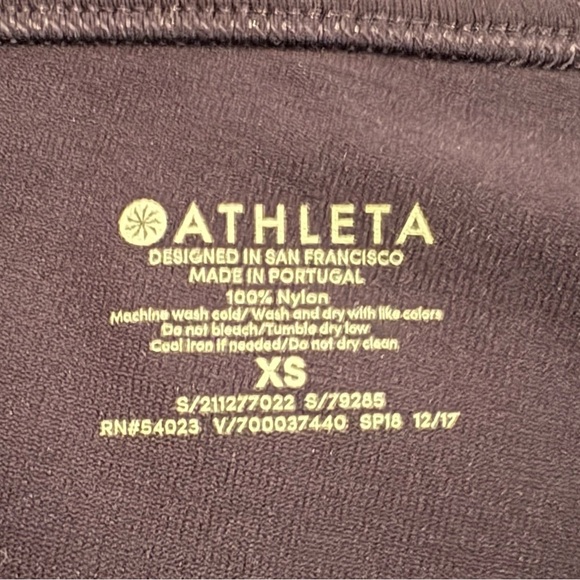 ATHLETA
DESIGNED IN SAN FRANCISCO
MADE IN PORTUGAL
100% Nylon
Machine wash cold/Wash and dry with like colors
Do not bleach/Tumble dry low
Cool iron if needed/Do not dry clean
XS
S/211277022 S/79285
RN#54023 V/700037440 SP18 12/17